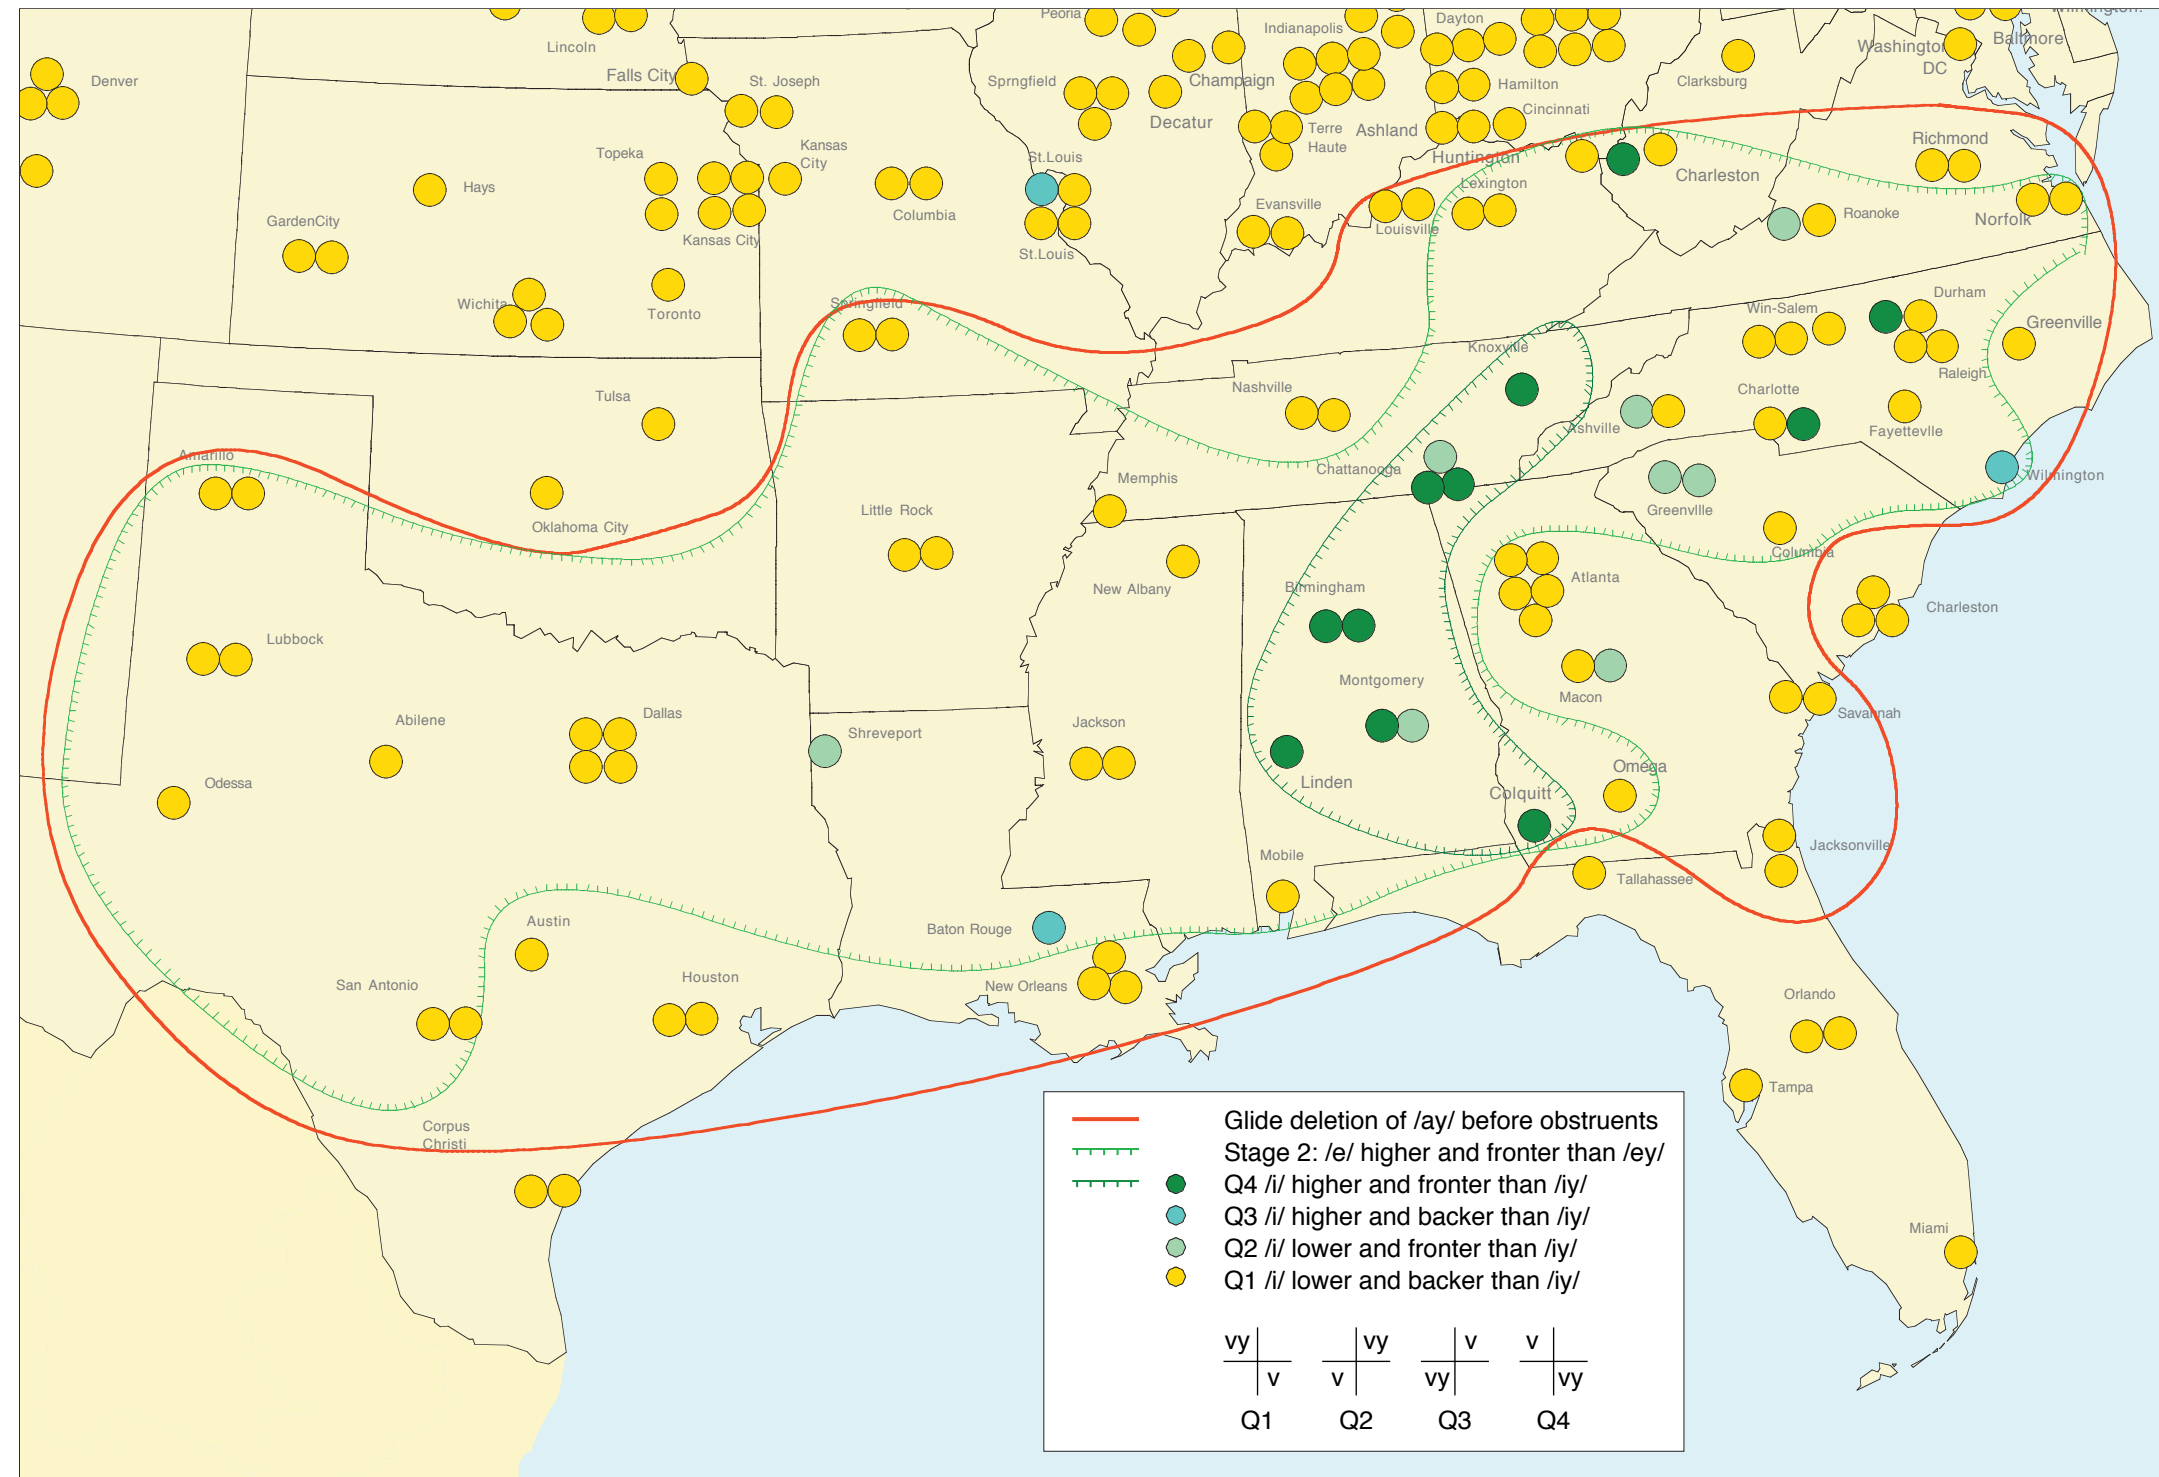 Peoria
Indianapolis
Dayton
Washington
DC
Baltimore
Wilmington
Lincoln
Falls City
St. Joseph
Denver
Sprngfield
Champaign
Decatur
Hamilton
Cincinnati
Clarksburg
Terre
Haute
Ashland
Huntington
Richmond
Topeka
Kansas
City
St.Louis
Charleston
Hays
Lexington
GardenCity
Columbia
Evansville
Louisville
Roanoke
Norfolk
Kansas City
St.Louis
Wichita
Toronto
Springfield
Win-Salem
Durham
Greenville
Knoxville
Raleigh
Tulsa
Nashville
Charlotte
Ashville
Fayettevlle
Amarillo
Chattanooga
Memphis
Wilmington
Oklahoma City
Little Rock
Greenvllle
Columbia
New Albany
Birmingham
Atlanta
Charleston
Lubbock
Montgomery
Macon
Savannah
Abilene
Dallas
Shreveport
Jackson
Odessa
Linden
Omega
Colquitt
Mobile
Jacksonville
Tallahassee
Austin
Baton Rouge
San Antonio
Houston
New Orleans
Orlando
Tampa
Corpus
Christi
Miami
Glide deletion of /ay/ before obstruents
Stage 2: /e/ higher and fronter than /ey/
Q4 /i/ higher and fronter than /iy/
Q3 /i/ higher and backer than /iy/
Q2 /i/ lower and fronter than /iy/
Q1 /i/ lower and backer than /iy/
vy vy v v
v v vy vy
Q1 Q2 Q3 Q4